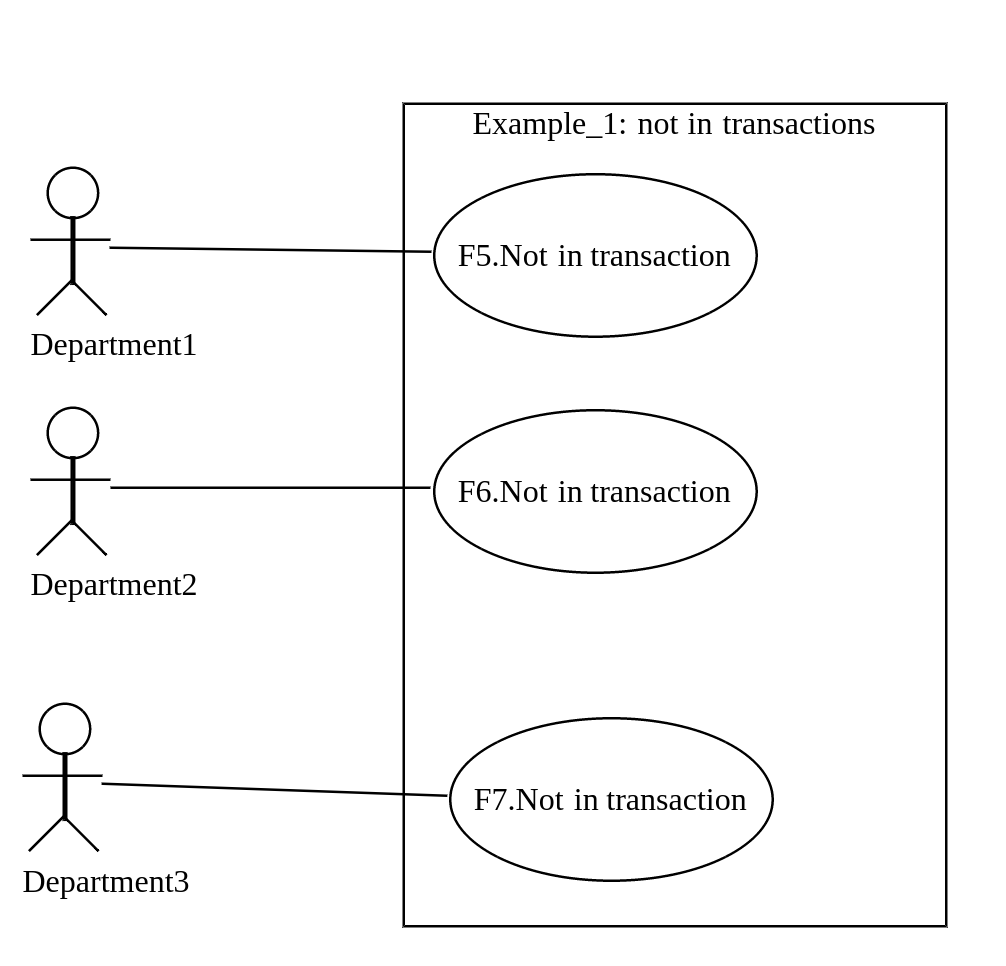 Example_1: not in transactions
F5.Not in transaction
Department1
F6.Not in transaction
Department2
F7.Not in transaction
Department3